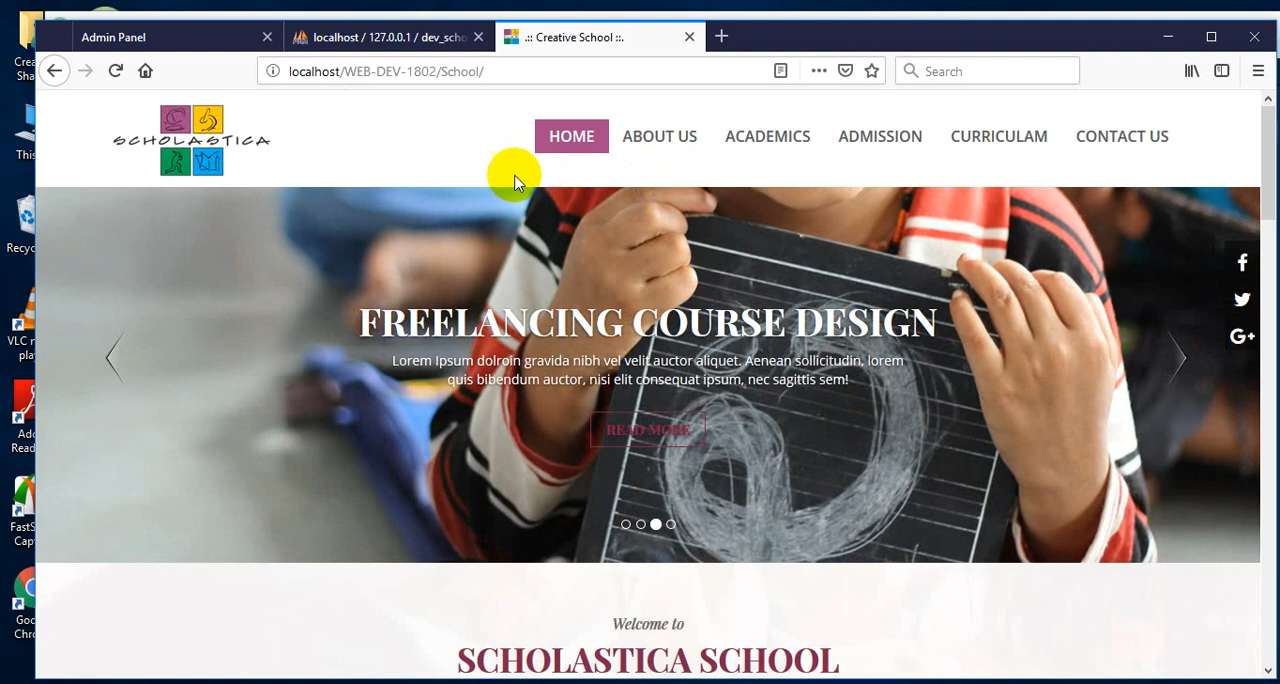 Admin Panel
localhost / 127.0.0.1 / dev_scho
.:: Creative School ::.
localhost/WEB-DEV-1802/School/
Search
SCHOLASTICA
HOME
ABOUT US
ACADEMICS
ADMISSION
CURRICULAM
CONTACT US
FREELANCING COURSE DESIGN
Lorem Ipsum dolroin gravida nibh vel velit auctor aliquet. Aenean sollicitudin, lorem
quis bibendum auctor, nisi elit consequat ipsum, nec sagittis sem!
READ MORE
Welcome to
SCHOLASTICA SCHOOL
Crea
Sha
This
Recyc
VLC m
play
Ado
Read
FastS
Capt
Goo
Chro